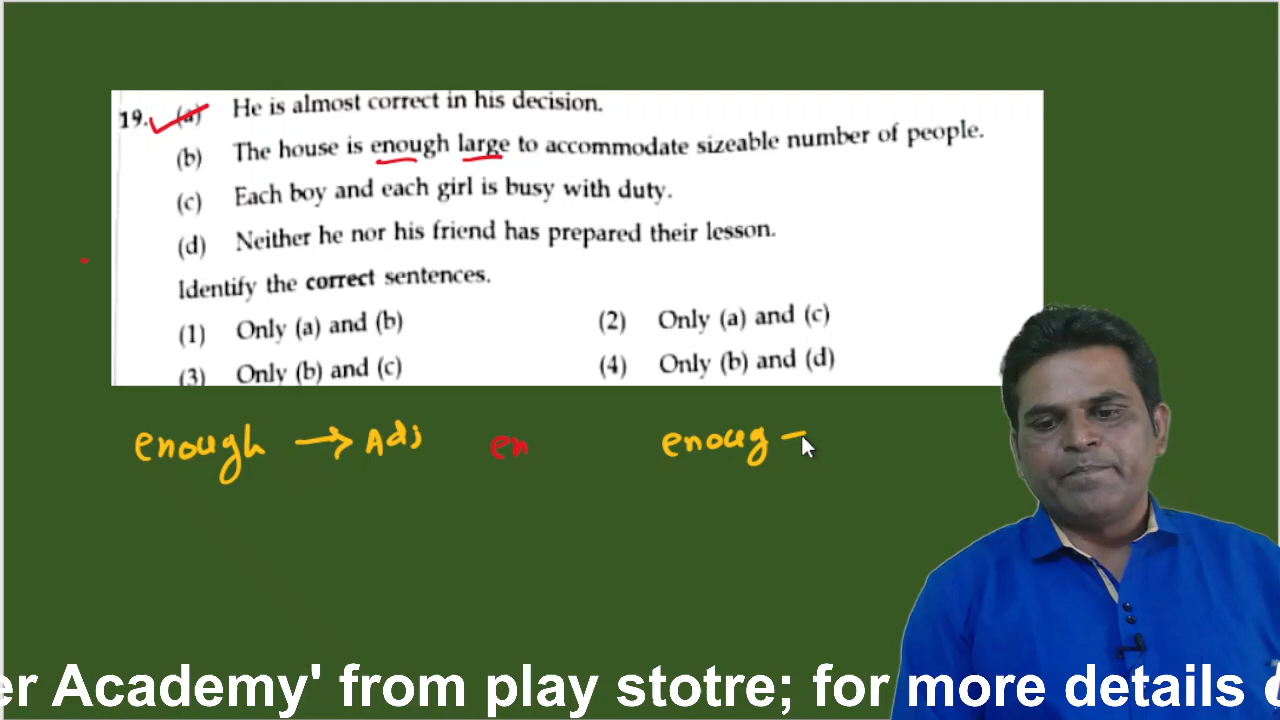 19. (a) He is almost correct in his decision.
(b) The house is enough large to accommodate sizeable number of people.
(c) Each boy and each girl is busy with duty.
(d) Neither he nor his friend has prepared their lesson.
Identify the correct sentences.
(1) Only (a) and (b) (2) Only (a) and (c)
(3) Only (b) and (c) (4) Only (b) and (d)
enough → Adj en enoug –
er Academy' from play stotre; for more details